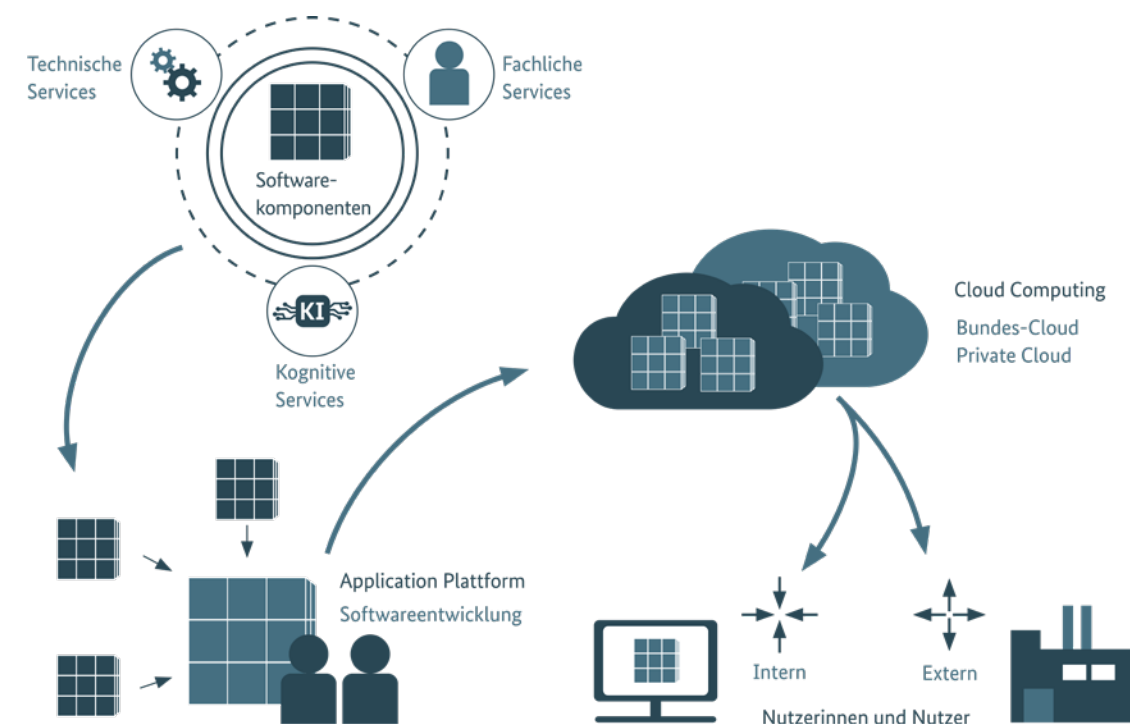 Technische
Services
Fachliche
Services
Software-
komponenten
KI
Kognitive
Services
Cloud Computing
Bundes-Cloud
Private Cloud
Application Plattform
Softwareentwicklung
Intern
Extern
Nutzerinnen und Nutzer